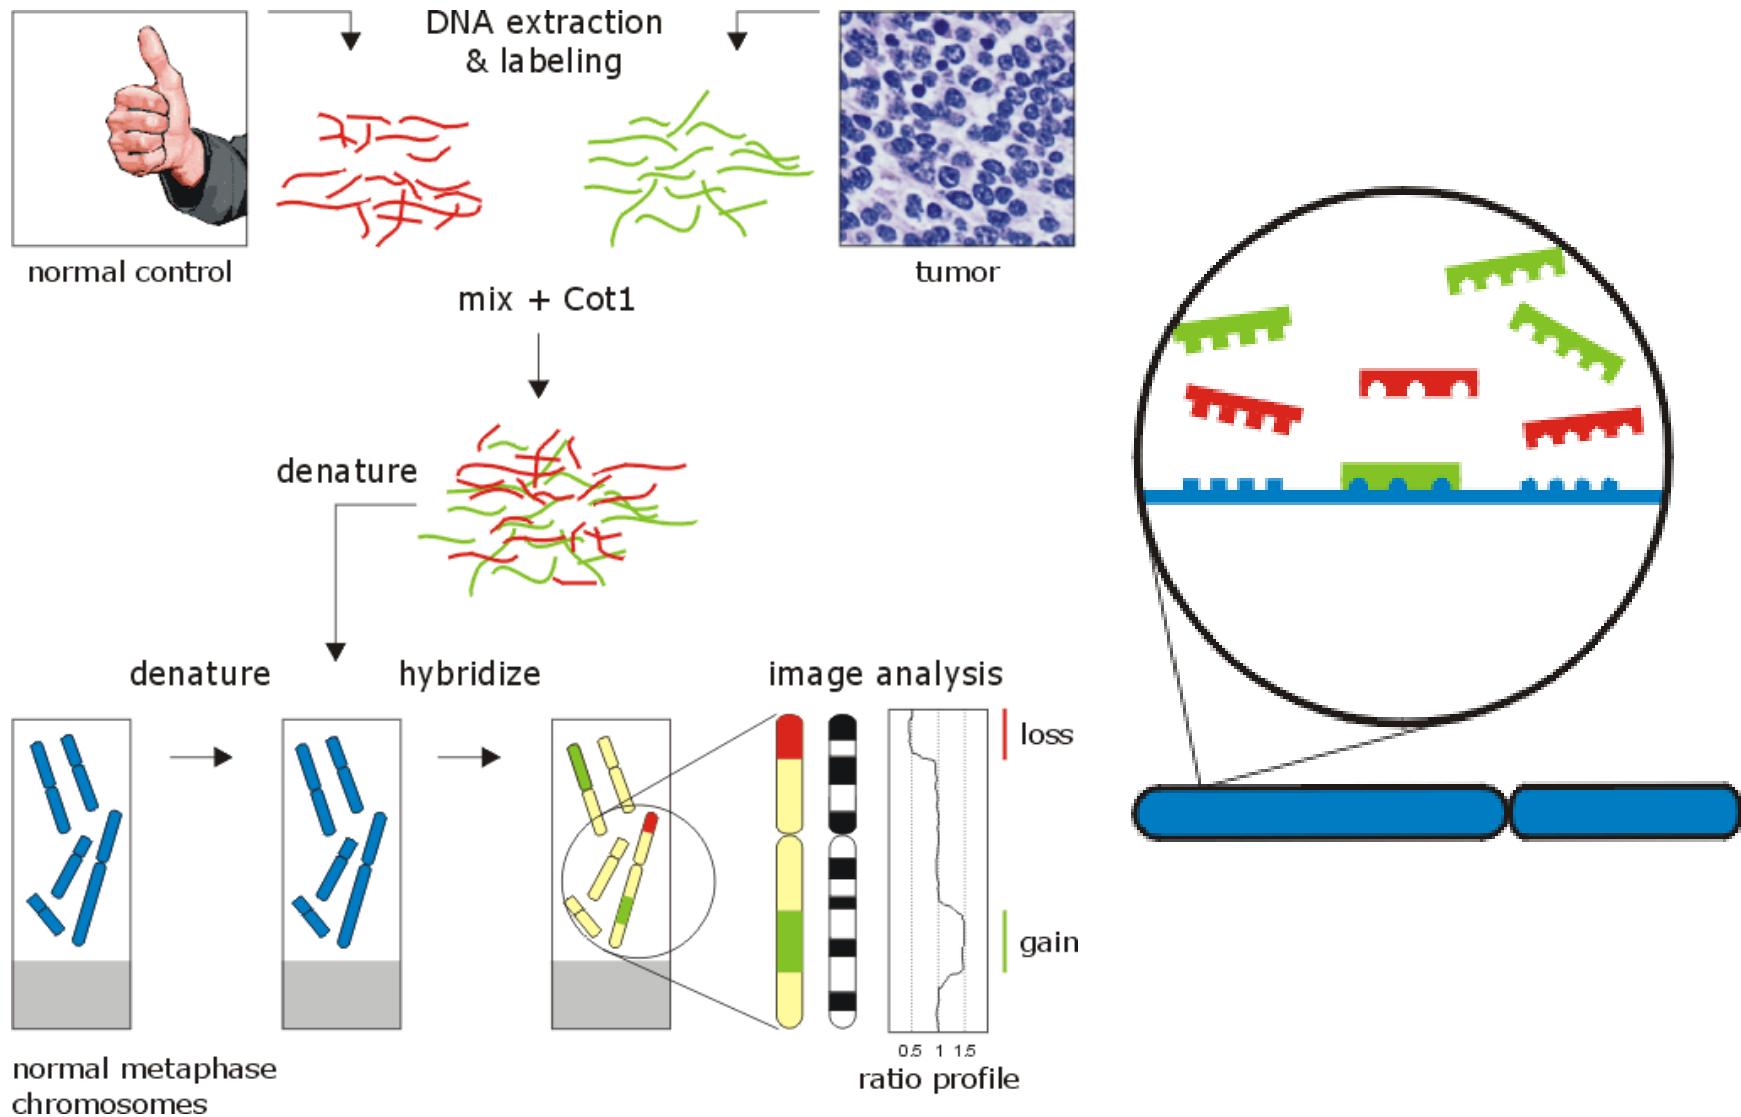 DNA extraction
& labeling
normal control
tumor
mix + Cot1
denature
denature
hybridize
image analysis
loss
gain
0.5 1 1.5
ratio profile
normal metaphase
chromosomes